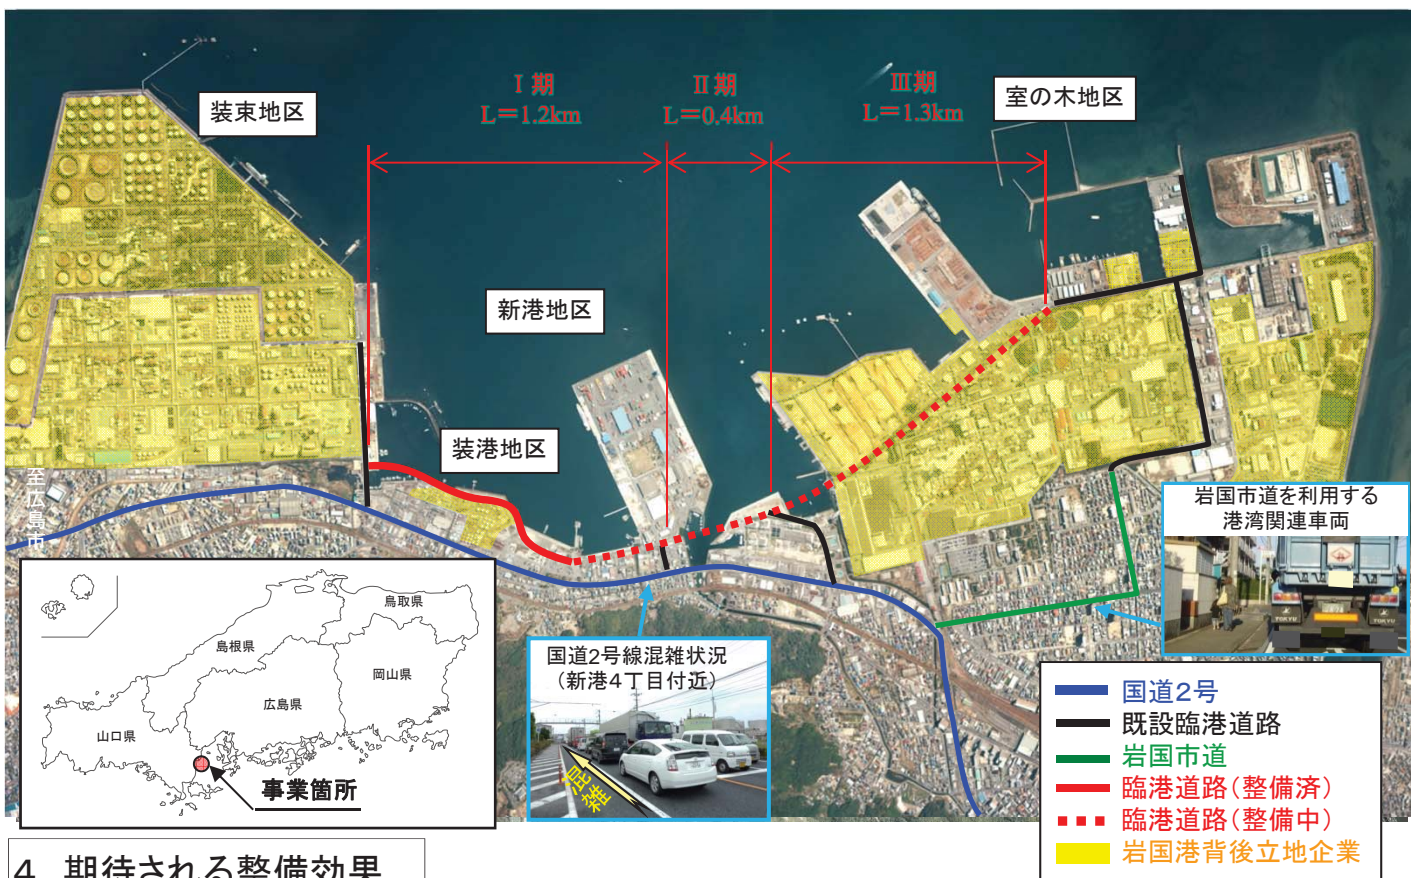 装束地区
Ⅰ期
L=1.2km
Ⅱ期
L=0.4km
Ⅲ期
L=1.3km
室の木地区
新港地区
装港地区
至広島市
岩国市道を利用する
港湾関連車両
鳥取県
島根県
岡山県
広島県
山口県
事業箇所
国道2号線混雑状況
(新港4丁目付近)
混雑
国道2号
既設臨港道路
岩国市道
臨港道路(整備済)
臨港道路(整備中)
岩国港背後立地企業
4 期待される整備効果